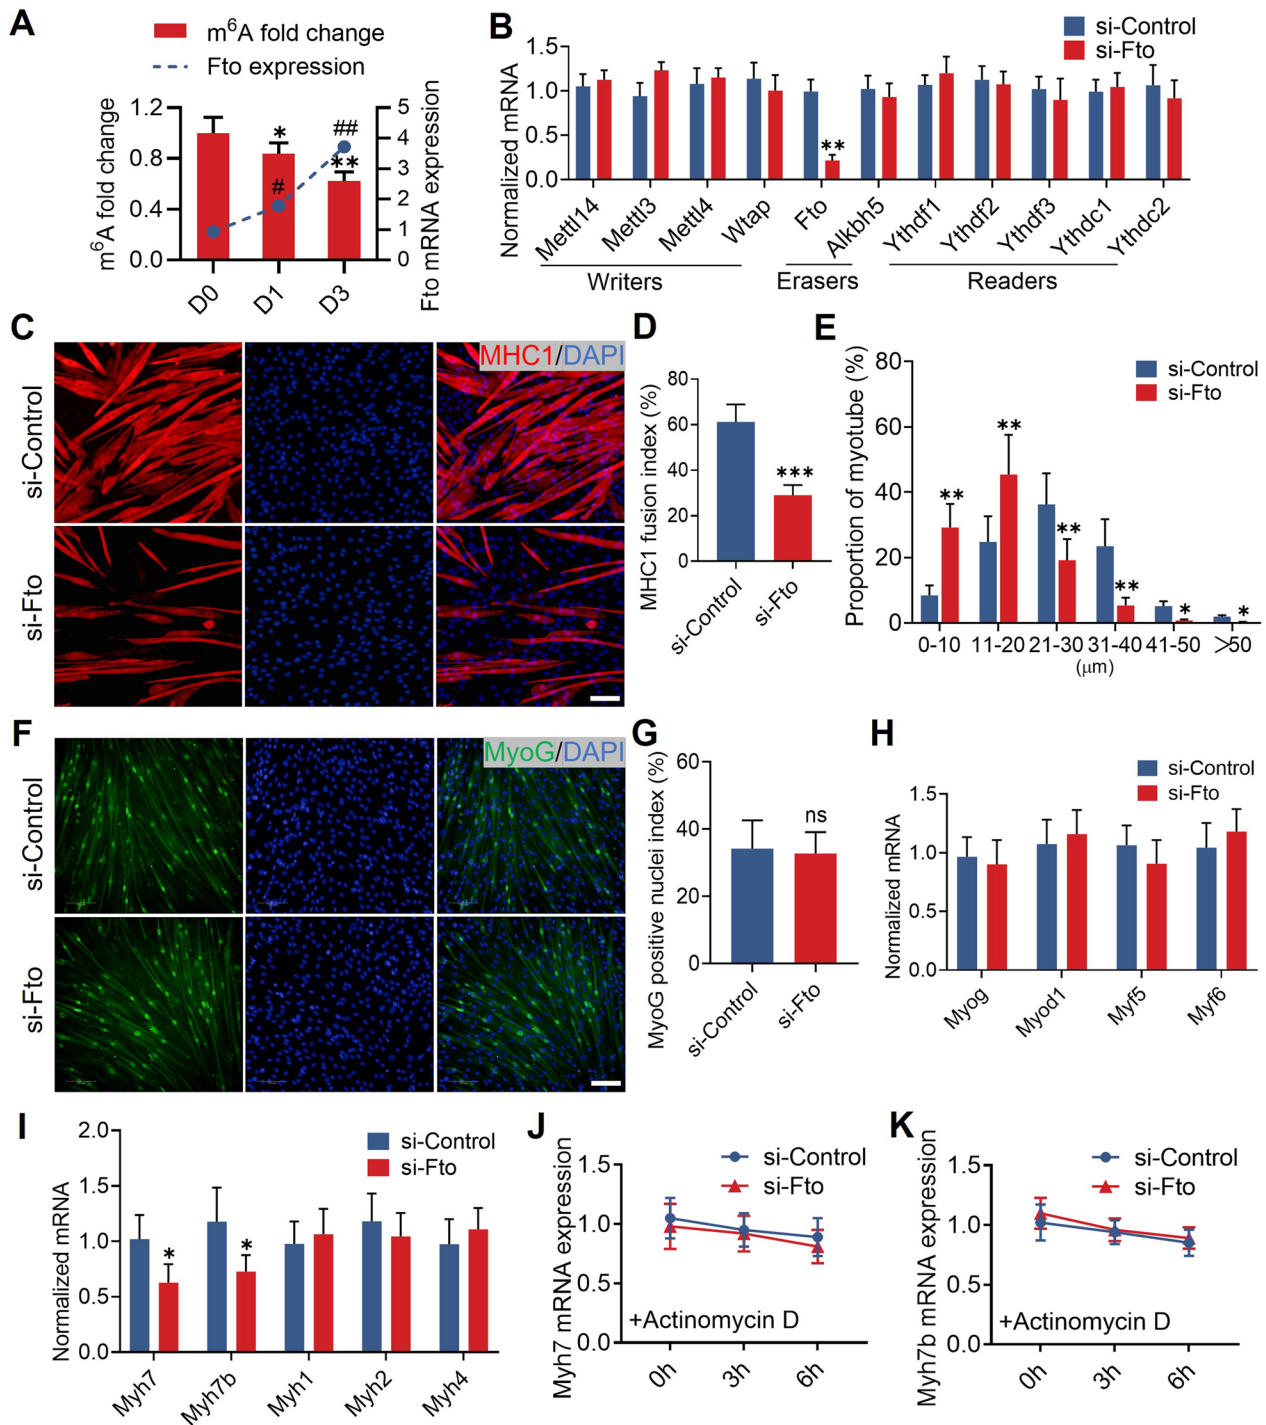 A
m⁶A fold change
Fto expression
m⁶A fold change
1.2
0.8
0.4
0.0
*
#
##
**
5
4
3
2
1
0
Fto mRNA expression
D0
D1
D3
B
si-Control
si-Fto
Normalized mRNA
1.5
1.0
0.5
0.0
**
Mettl14
Mettl3
Mettl4
Wtap
Fto
Alkbh5
Ythdf1
Ythdf2
Ythdf3
Ythdc1
Ythdc2
Writers
Erasers
Readers
C
MHC1/DAPI
si-Control
si-Fto
D
MHC1 fusion index (%)
80
60
40
20
0
***
si-Control
si-Fto
E
si-Control
si-Fto
Proportion of myotube (%)
80
60
40
20
0
**
**
**
**
*
*
0-10
11-20
21-30
31-40
41-50
>50
(μm)
F
MyoG/DAPI
si-Control
si-Fto
G
MyoG positive nuclei index (%)
60
40
20
0
ns
si-Control
si-Fto
H
si-Control
si-Fto
Normalized mRNA
1.5
1.0
0.5
0.0
Myog
Myod1
Myf5
Myf6
I
si-Control
si-Fto
Normalized mRNA
2.0
1.5
1.0
0.5
0.0
*
*
Myh7
Myh7b
Myh1
Myh2
Myh4
J
si-Control
si-Fto
Myh7 mRNA expression
1.5
1.0
0.5
0.0
+Actinomycin D
0h
3h
6h
K
si-Control
si-Fto
Myh7b mRNA expression
1.5
1.0
0.5
0.0
+Actinomycin D
0h
3h
6h